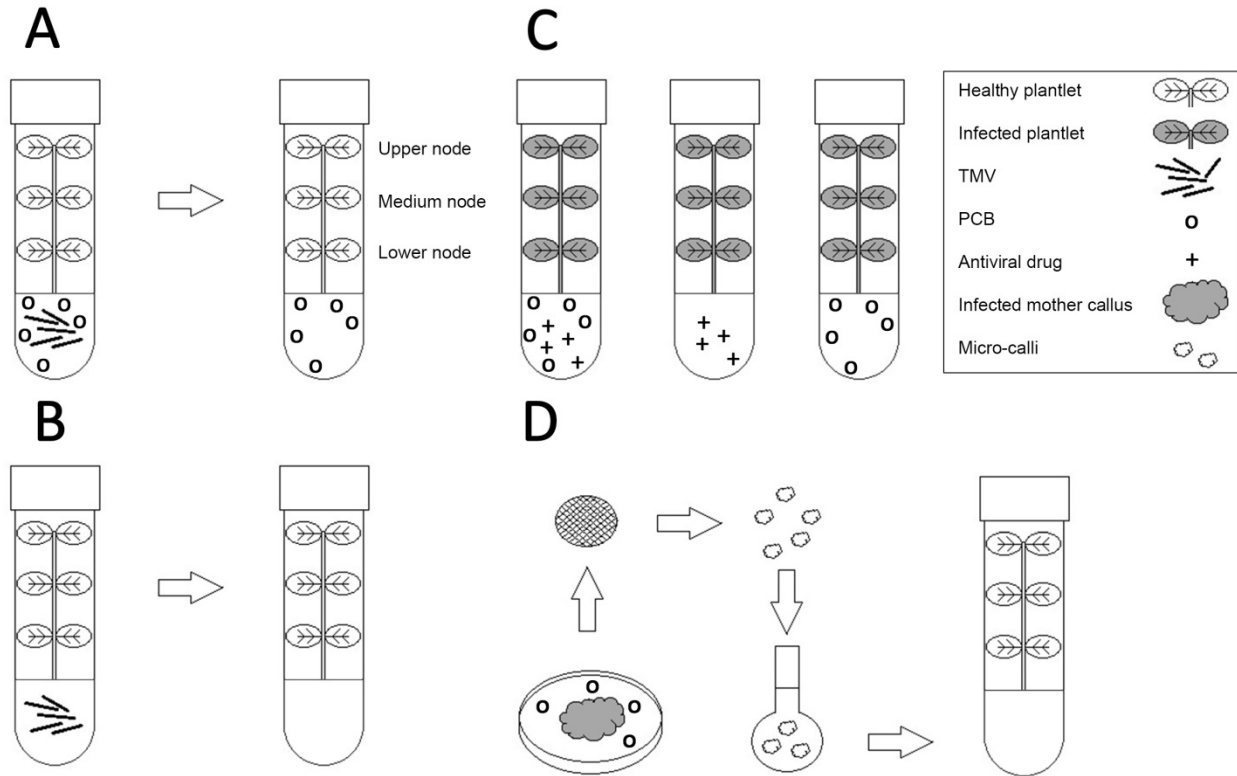 A
C
Upper node
Medium node
Lower node
Healthy plantlet
Infected plantlet
TMV
PCB
Antiviral drug
Infected mother callus
Micro-calli
B
D